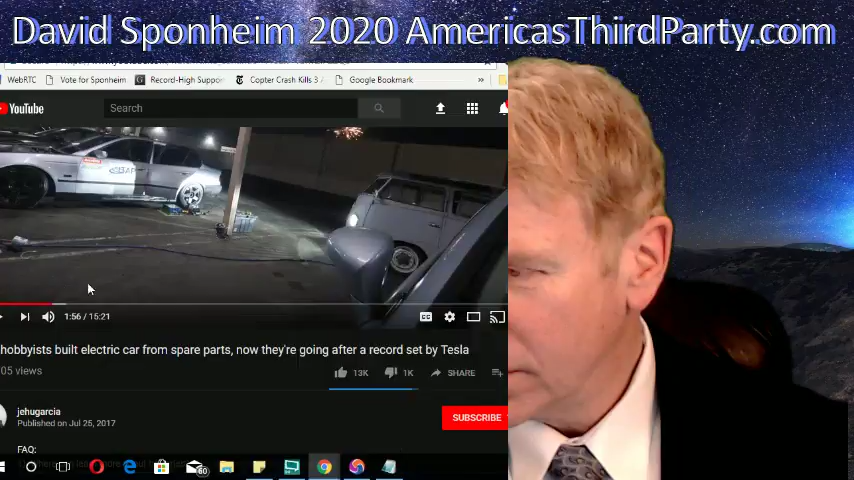 David Sponheim 2020 AmericasThirdParty.com
WebRTC Vote for Sponheim Record-High Suppor Copter Crash Kills 3 Google Bookmark »
YouTube Search
1:56 / 15:21 CC
hobbyists built electric car from spare parts, now they're going after a record set by Tesla
05 views 13K 1K SHARE
jehugarcia
Published on Jul 25, 2017
SUBSCRIBE
FAQ:
60